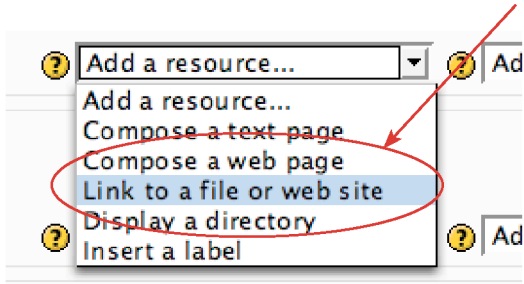 ? Add a resource... ? Ad
Add a resource...
Compose a text page
Compose a web page
Link to a file or web site
Display a directory
? Ad
Insert a label